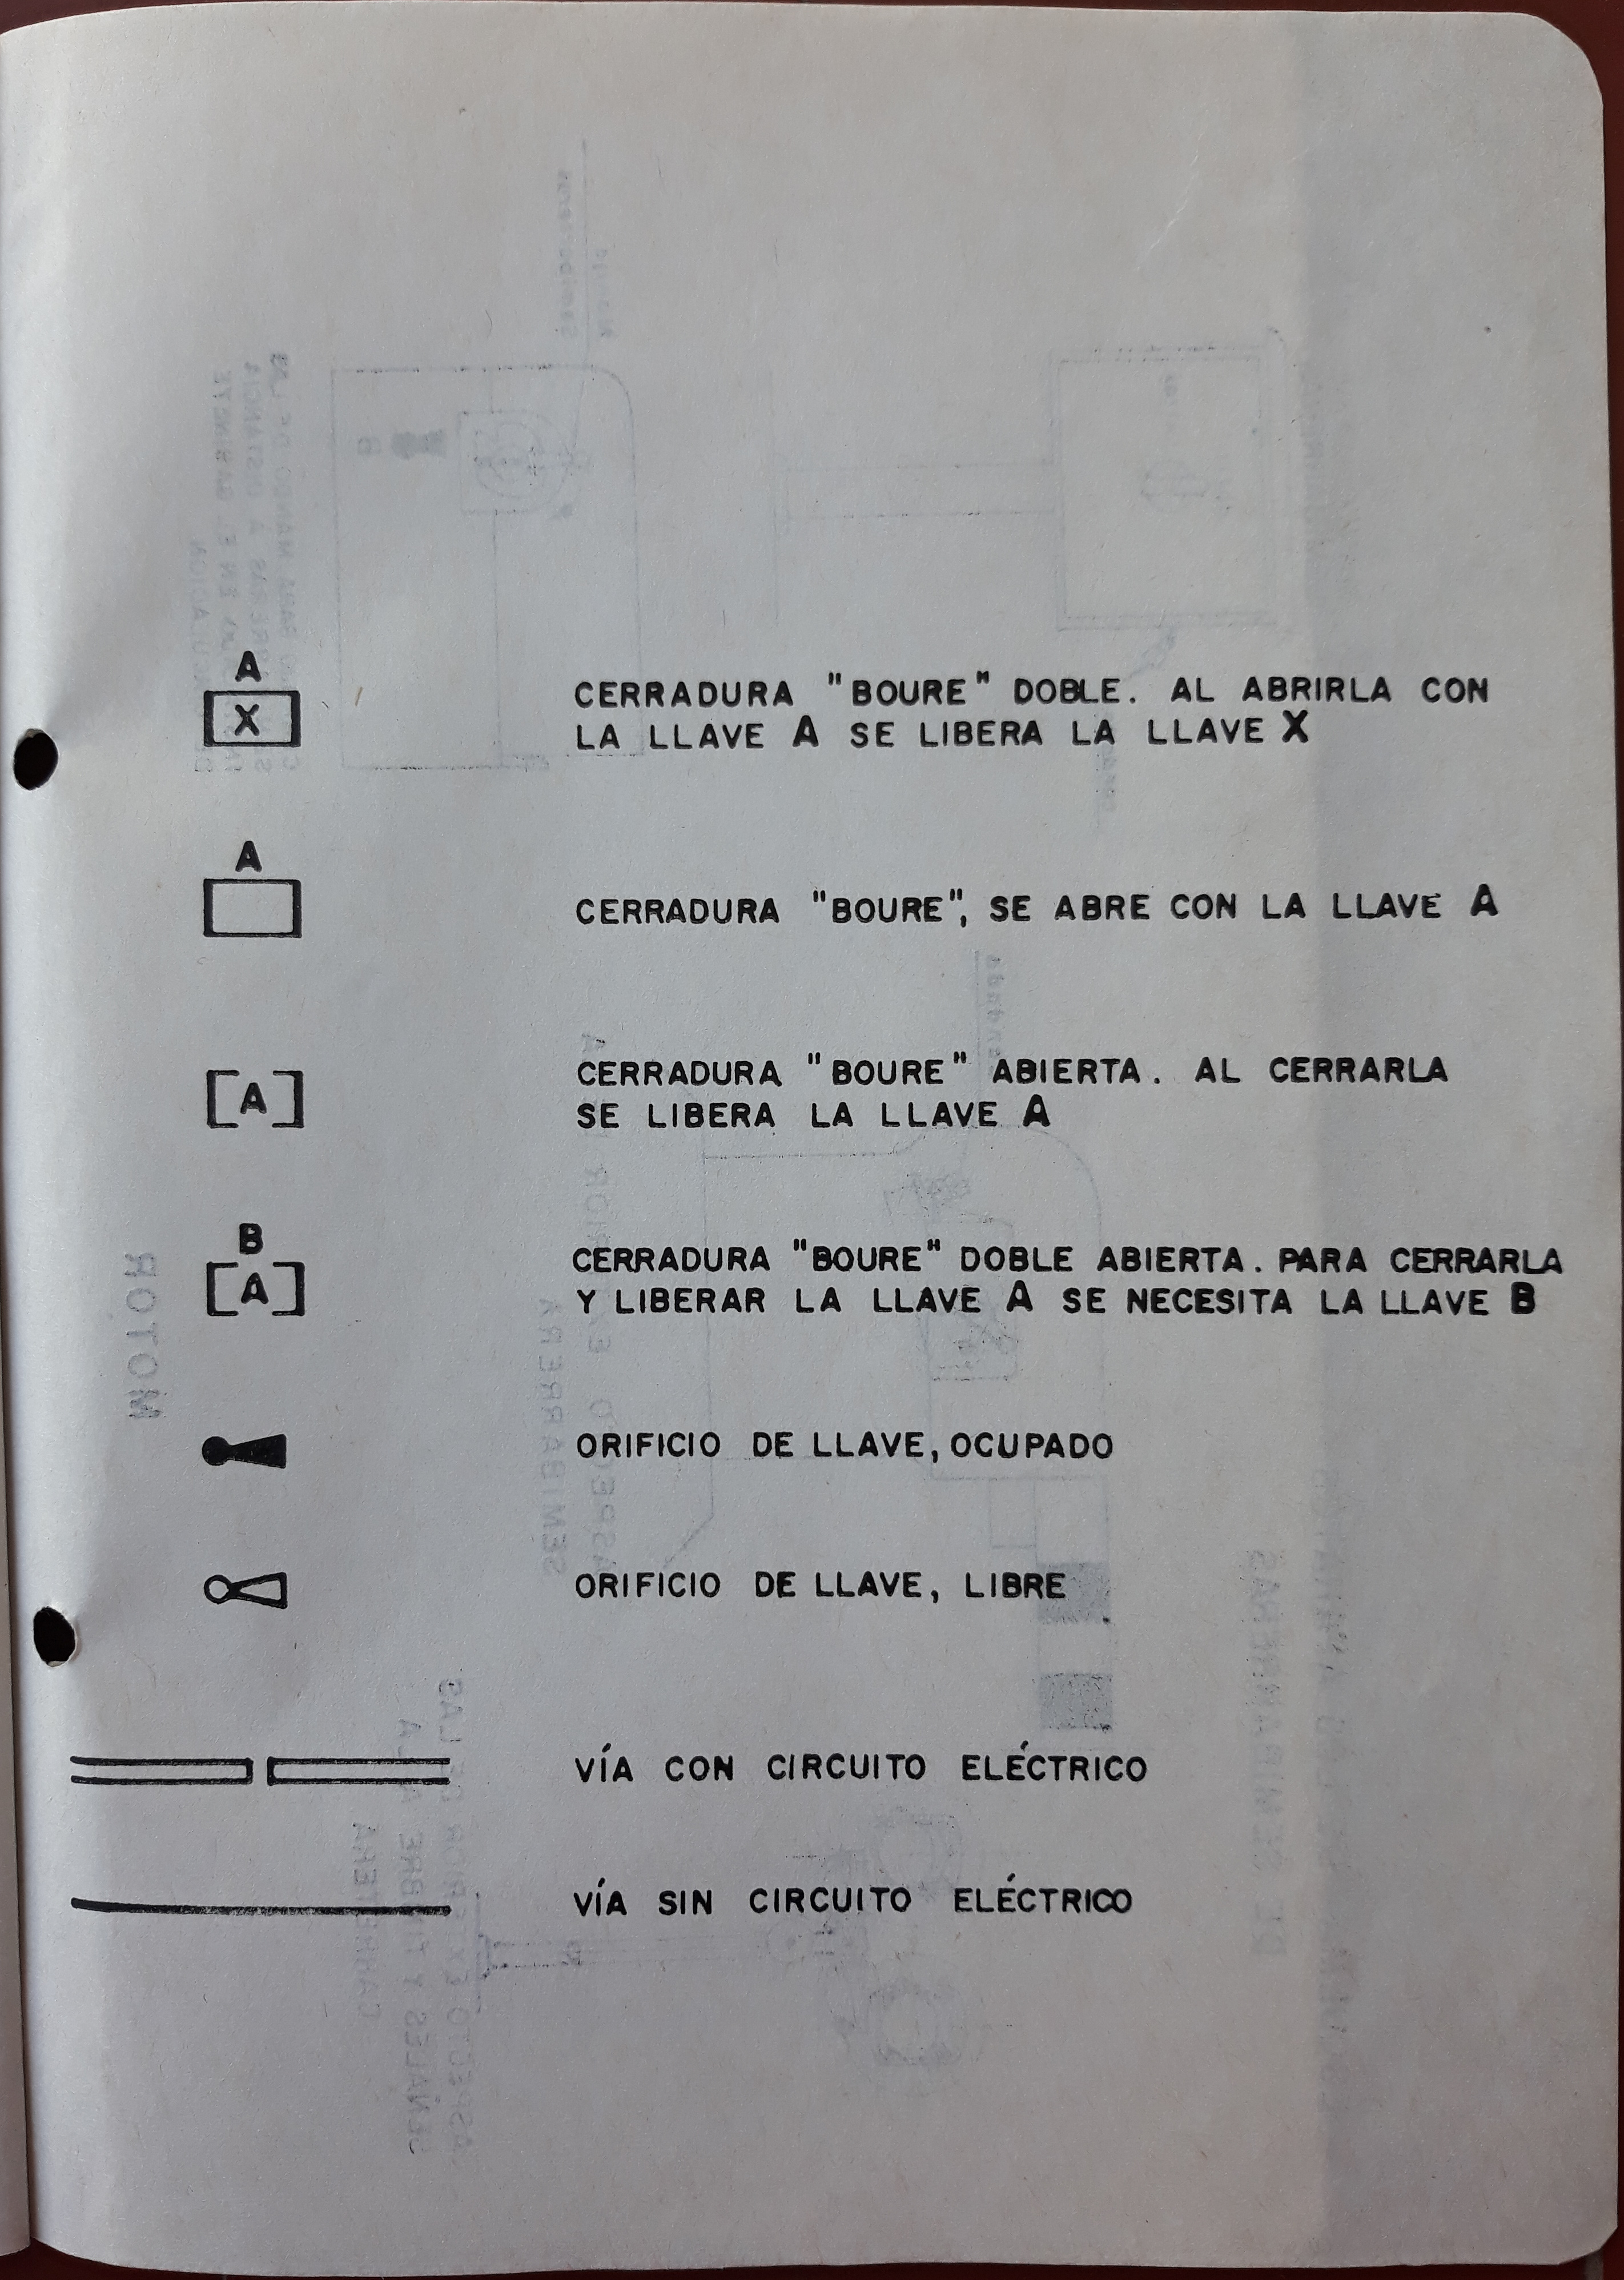 A
X
CERRADURA "BOURE" DOBLE. AL ABRIRLA CON
LA LLAVE A SE LIBERA LA LLAVE X
A
CERRADURA "BOURE", SE ABRE CON LA LLAVE A
[A]
CERRADURA "BOURE" ABIERTA. AL CERRARLA
SE LIBERA LA LLAVE A
B
[A]
CERRADURA "BOURE" DOBLE ABIERTA. PARA CERRARLA
Y LIBERAR LA LLAVE A SE NECESITA LA LLAVE B
MOTOR
ORIFICIO DE LLAVE, OCUPADO
ORIFICIO DE LLAVE, LIBRE
VÍA CON CIRCUITO ELÉCTRICO
VÍA SIN CIRCUITO ELÉCTRICO